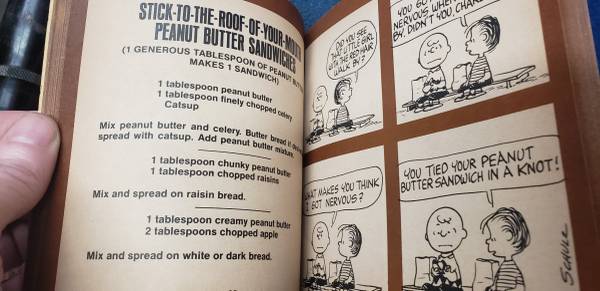 STICK-TO-THE-ROOF-OF-YOUR-MOUTH
PEANUT BUTTER SANDWICHES
(1 GENEROUS TABLESPOON OF PEANUT BUTTER
MAKES 1 SANDWICH)
1 tablespoon peanut butter
1 tablespoon finely chopped celery
Catsup
Mix peanut butter and celery. Butter bread if
spread with catsup. Add peanut butter mixture.
1 tablespoon chunky peanut butter
1 tablespoon chopped raisins
Mix and spread on raisin bread.
1 tablespoon creamy peanut butter
2 tablespoons chopped apple
Mix and spread on white or dark bread.
DID YOU SEE
THAT LITTLE GIRL
WITH THE RED HAIR
WALK BY?
YOU GOT
NERVOUS WHEN
BY, DIDN'T YOU, CHARLIE
WHAT MAKES YOU THINK
I GOT NERVOUS?
YOU TIED YOUR PEANUT
BUTTER SANDWICH IN A KNOT!
SCHULZ